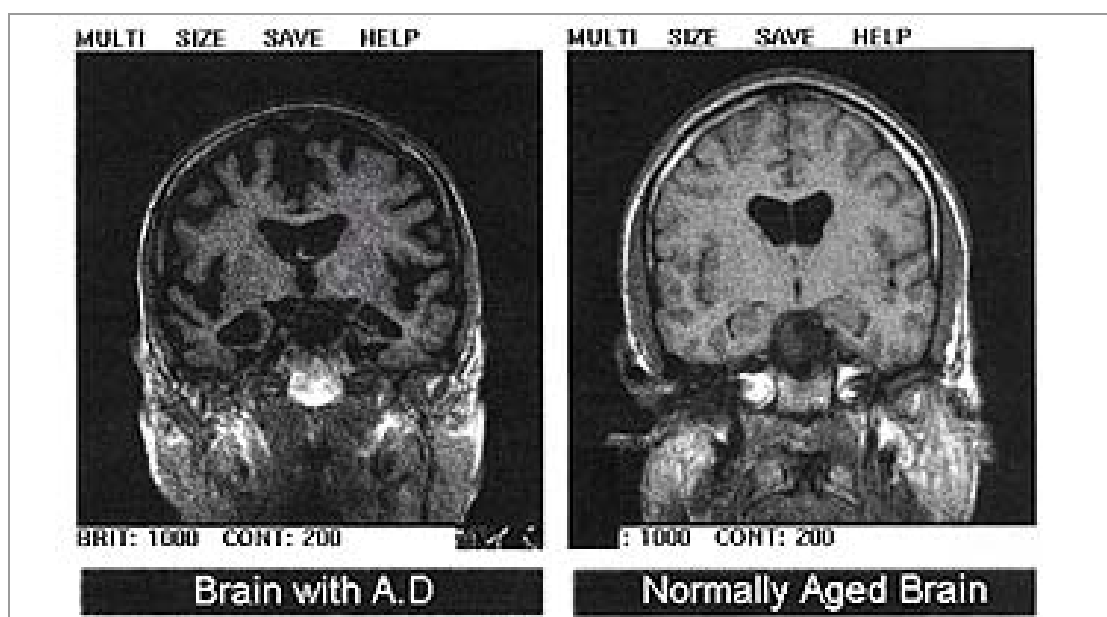 MULTI SIZE SAVE HELP
BRIT: 1000 CONT: 200
Brain with A.D
MULTI SIZE SAVE HELP
: 1000 CONT: 200
Normally Aged Brain